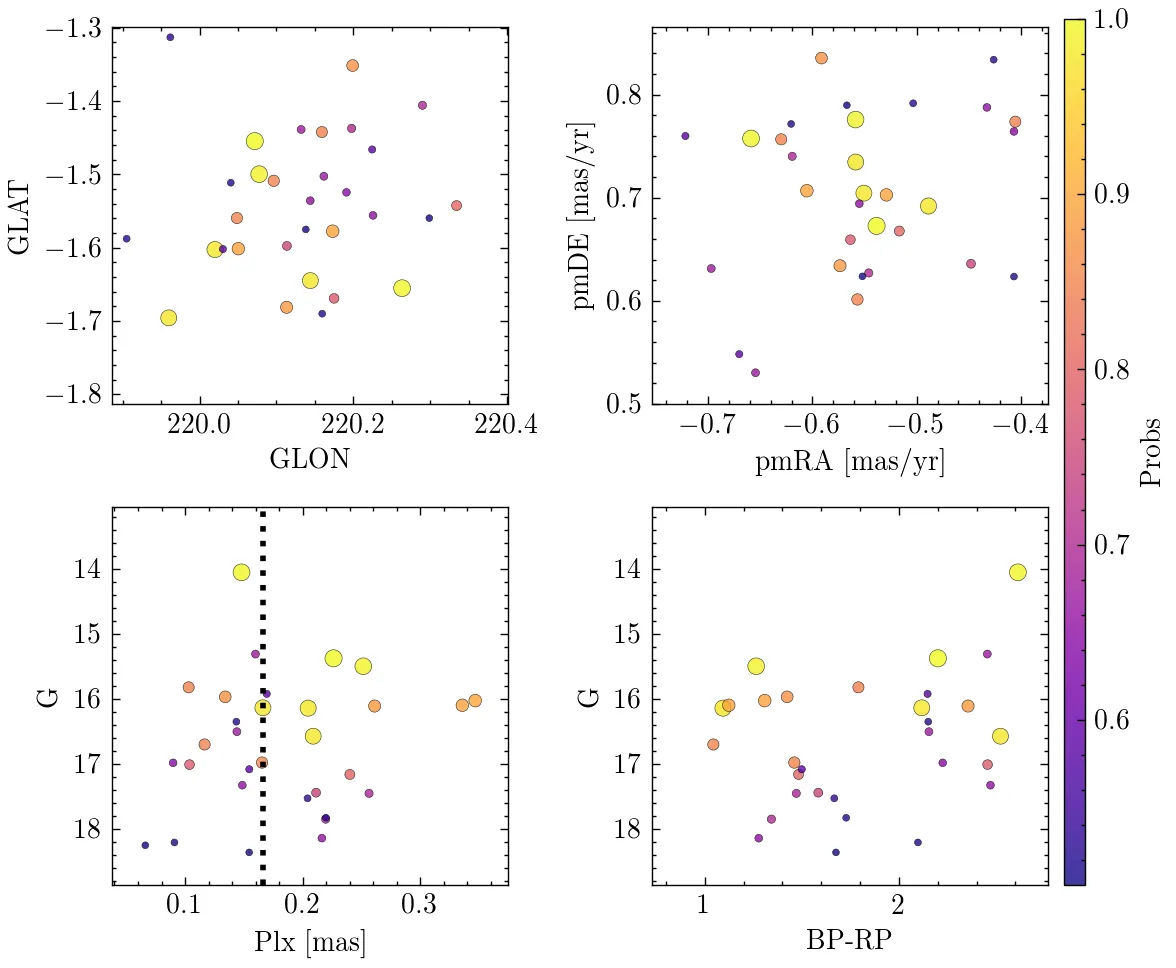 −1.3
−1.4
−1.5
−1.6
−1.7
−1.8
GLAT
220.0 220.2 220.4
GLON
0.8
0.7
0.6
0.5
pmDE [mas/yr]
−0.7 −0.6 −0.5 −0.4
pmRA [mas/yr]
14
15
16
17
18
G
0.1 0.2 0.3
Plx [mas]
14
15
16
17
18
G
1 2
BP-RP
1.0
0.9
0.8
0.7
0.6
Probs